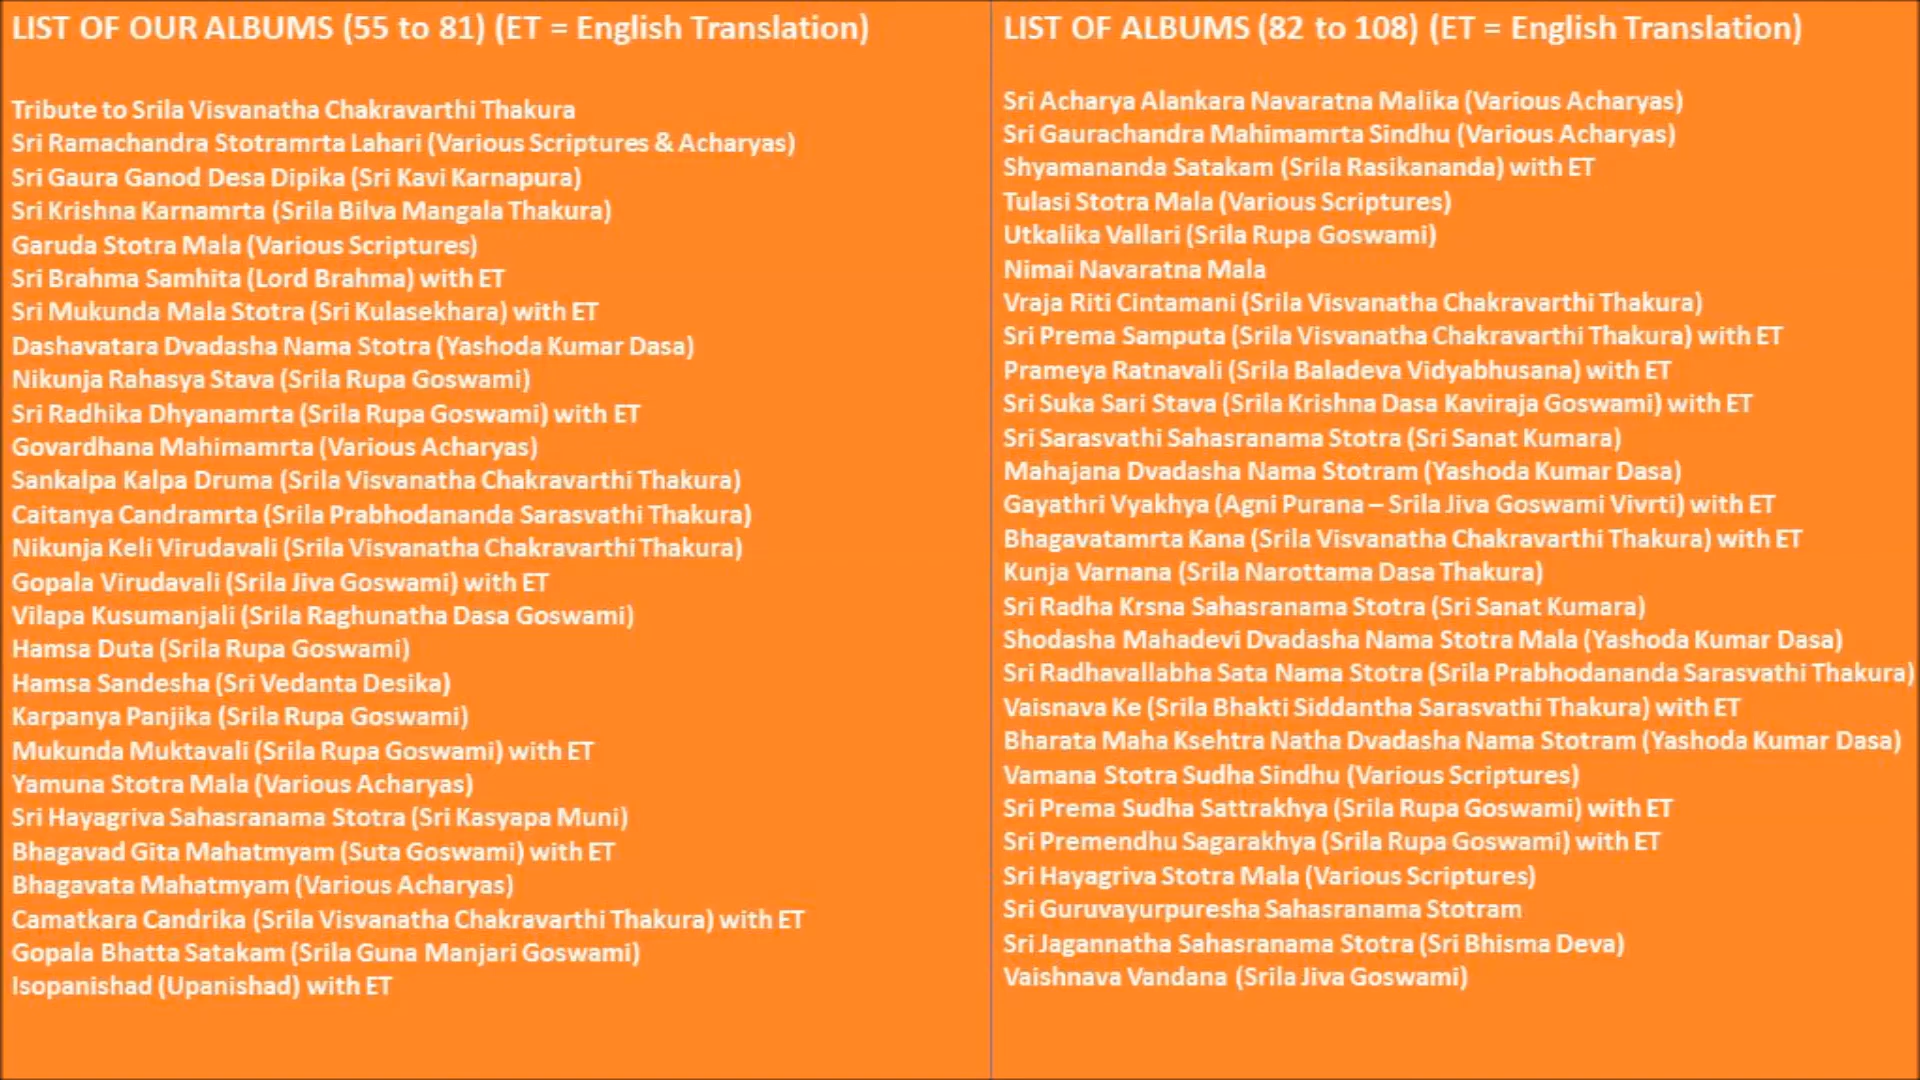 LIST OF OUR ALBUMS (55 to 81) (ET = English Translation)
Tribute to Srila Visvanatha Chakravarthi Thakura
Sri Ramachandra Stotramrta Lahari (Various Scriptures & Acharyas)
Sri Gaura Ganod Desa Dipika (Sri Kavi Karnapura)
Sri Krishna Karnamrta (Srila Bilva Mangala Thakura)
Garuda Stotra Mala (Various Scriptures)
Sri Brahma Samhita (Lord Brahma) with ET
Sri Mukunda Mala Stotra (Sri Kulasekhara) with ET
Dashavatara Dvadasha Nama Stotra (Yashoda Kumar Dasa)
Nikunja Rahasya Stava (Srila Rupa Goswami)
Sri Radhika Dhyanamrta (Srila Rupa Goswami) with ET
Govardhana Mahimamrta (Various Acharyas)
Sankalpa Kalpa Druma (Srila Visvanatha Chakravarthi Thakura)
Caitanya Candramrta (Srila Prabhodananda Sarasvathi Thakura)
Nikunja Keli Virudavali (Srila Visvanatha Chakravarthi Thakura)
Gopala Virudavali (Srila Jiva Goswami) with ET
Vilapa Kusumanjali (Srila Raghunatha Dasa Goswami)
Hamsa Duta (Srila Rupa Goswami)
Hamsa Sandesha (Sri Vedanta Desika)
Karpanya Panjika (Srila Rupa Goswami)
Mukunda Muktavali (Srila Rupa Goswami) with ET
Yamuna Stotra Mala (Various Acharyas)
Sri Hayagriva Sahasranama Stotra (Sri Kasyapa Muni)
Bhagavad Gita Mahatmyam (Suta Goswami) with ET
Bhagavata Mahatmyam (Various Acharyas)
Camatkara Candrika (Srila Visvanatha Chakravarthi Thakura) with ET
Gopala Bhatta Satakam (Srila Guna Manjari Goswami)
Isopanishad (Upanishad) with ET
LIST OF ALBUMS (82 to 108) (ET = English Translation)
Sri Acharya Alankara Navaratna Malika (Various Acharyas)
Sri Gaurachandra Mahimamrta Sindhu (Various Acharyas)
Shyamananda Satakam (Srila Rasikananda) with ET
Tulasi Stotra Mala (Various Scriptures)
Utkalika Vallari (Srila Rupa Goswami)
Nimai Navaratna Mala
Vraja Riti Cintamani (Srila Visvanatha Chakravarthi Thakura)
Sri Prema Samputa (Srila Visvanatha Chakravarthi Thakura) with ET
Prameya Ratnavali (Srila Baladeva Vidyabhusana) with ET
Sri Suka Sari Stava (Srila Krishna Dasa Kaviraja Goswami) with ET
Sri Sarasvathi Sahasranama Stotra (Sri Sanat Kumara)
Mahajana Dvadasha Nama Stotram (Yashoda Kumar Dasa)
Gayathri Vyakhya (Agni Purana – Srila Jiva Goswami Vivrti) with ET
Bhagavatamrta Kana (Srila Visvanatha Chakravarthi Thakura) with ET
Kunja Varnana (Srila Narottama Dasa Thakura)
Sri Radha Krsna Sahasranama Stotra (Sri Sanat Kumara)
Shodasha Mahadevi Dvadasha Nama Stotra Mala (Yashoda Kumar Dasa)
Sri Radhavallabha Sata Nama Stotra (Srila Prabhodananda Sarasvathi Thakura)
Vaisnava Ke (Srila Bhakti Siddantha Sarasvathi Thakura) with ET
Bharata Maha Ksehtra Natha Dvadasha Nama Stotram (Yashoda Kumar Dasa)
Vamana Stotra Sudha Sindhu (Various Scriptures)
Sri Prema Sudha Sattrakhya (Srila Rupa Goswami) with ET
Sri Premendhu Sagarakhya (Srila Rupa Goswami) with ET
Sri Hayagriva Stotra Mala (Various Scriptures)
Sri Guruvayurpuresha Sahasranama Stotram
Sri Jagannatha Sahasranama Stotra (Sri Bhisma Deva)
Vaishnava Vandana (Srila Jiva Goswami)